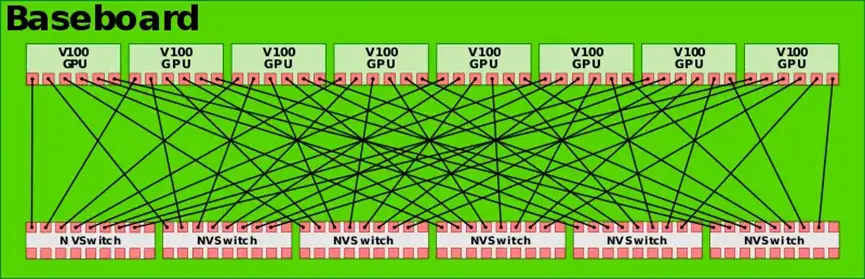 Baseboard
V100
GPU
V100
GPU
V100
GPU
V100
GPU
V100
GPU
V100
GPU
V100
GPU
V100
GPU
NVSwitch
NVSwitch
NVSwitch
NVSwitch
NVSwitch
NVSwitch